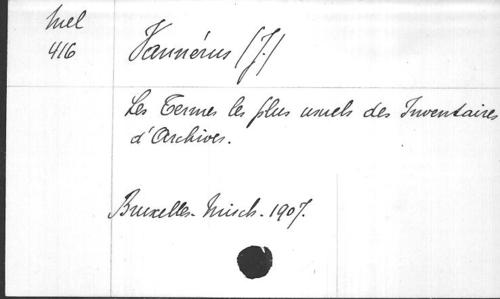 Mel
416
Vannérus (J.)
Les Termes les plus usuels des Inventaires
d'Archives.
Bruxelles - Misch - 1907.